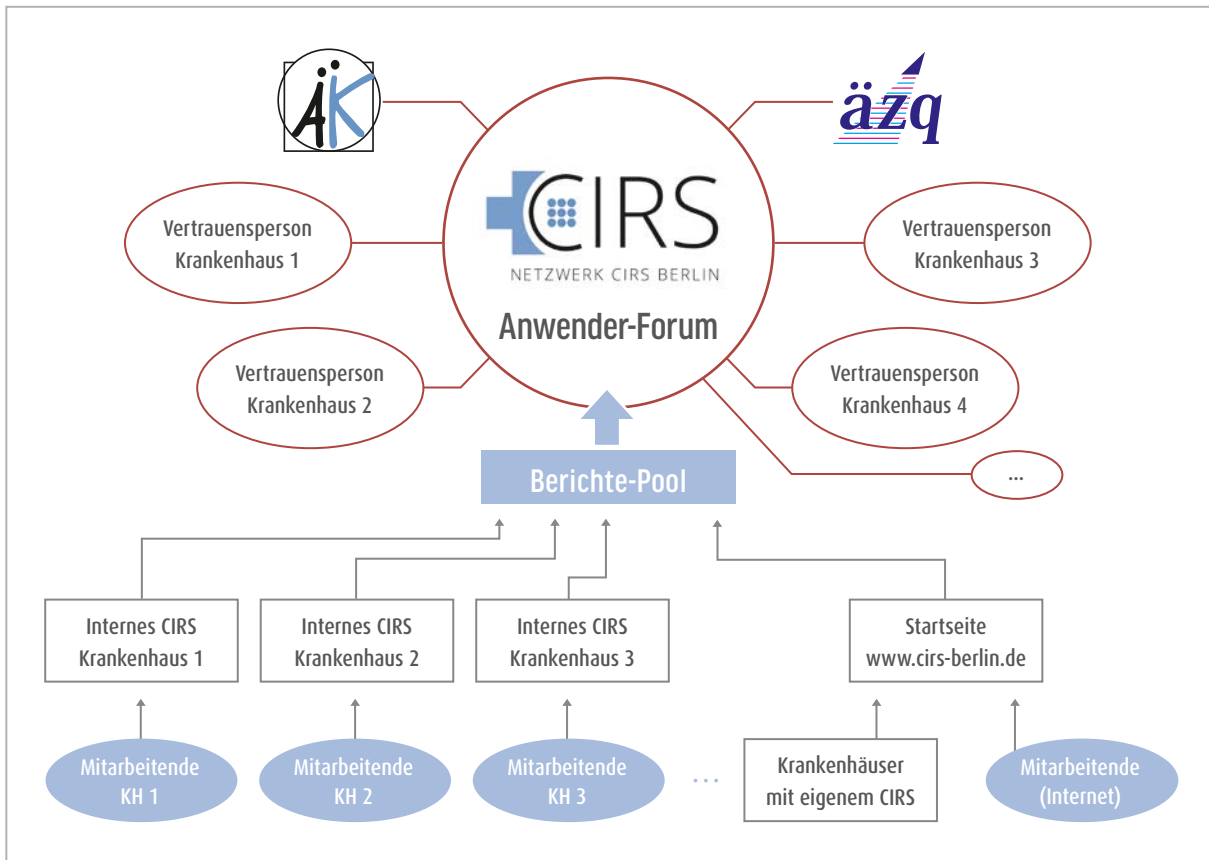 ÄK
äzq
CIRS
NETZWERK CIRS BERLIN
Anwender-Forum
Vertrauensperson
Krankenhaus 1
Vertrauensperson
Krankenhaus 3
Vertrauensperson
Krankenhaus 2
Vertrauensperson
Krankenhaus 4
...
Berichte-Pool
Internes CIRS
Krankenhaus 1
Internes CIRS
Krankenhaus 2
Internes CIRS
Krankenhaus 3
Startseite
www.cirs-berlin.de
Mitarbeitende
KH 1
Mitarbeitende
KH 2
Mitarbeitende
KH 3
...
Krankenhäuser
mit eigenem CIRS
Mitarbeitende
(Internet)